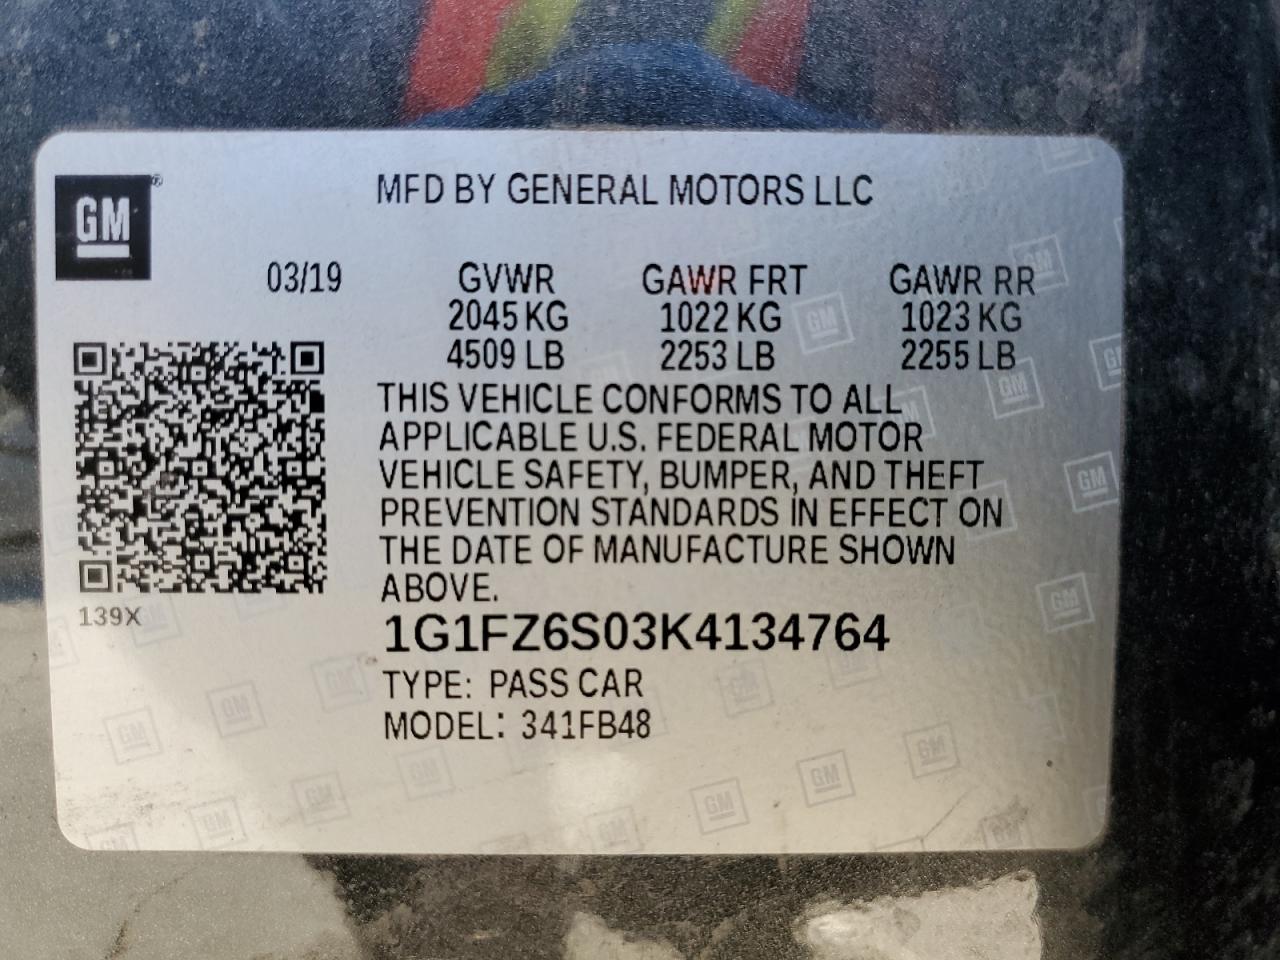 GM®
MFD BY GENERAL MOTORS LLC
03/19 GVWR GAWR FRT GAWR RR
2045 KG 1022 KG 1023 KG
4509 LB 2253 LB 2255 LB
THIS VEHICLE CONFORMS TO ALL
APPLICABLE U.S. FEDERAL MOTOR
VEHICLE SAFETY, BUMPER, AND THEFT
PREVENTION STANDARDS IN EFFECT ON
THE DATE OF MANUFACTURE SHOWN
ABOVE.
139X
1G1FZ6S03K4134764
TYPE: PASS CAR
MODEL: 341FB48